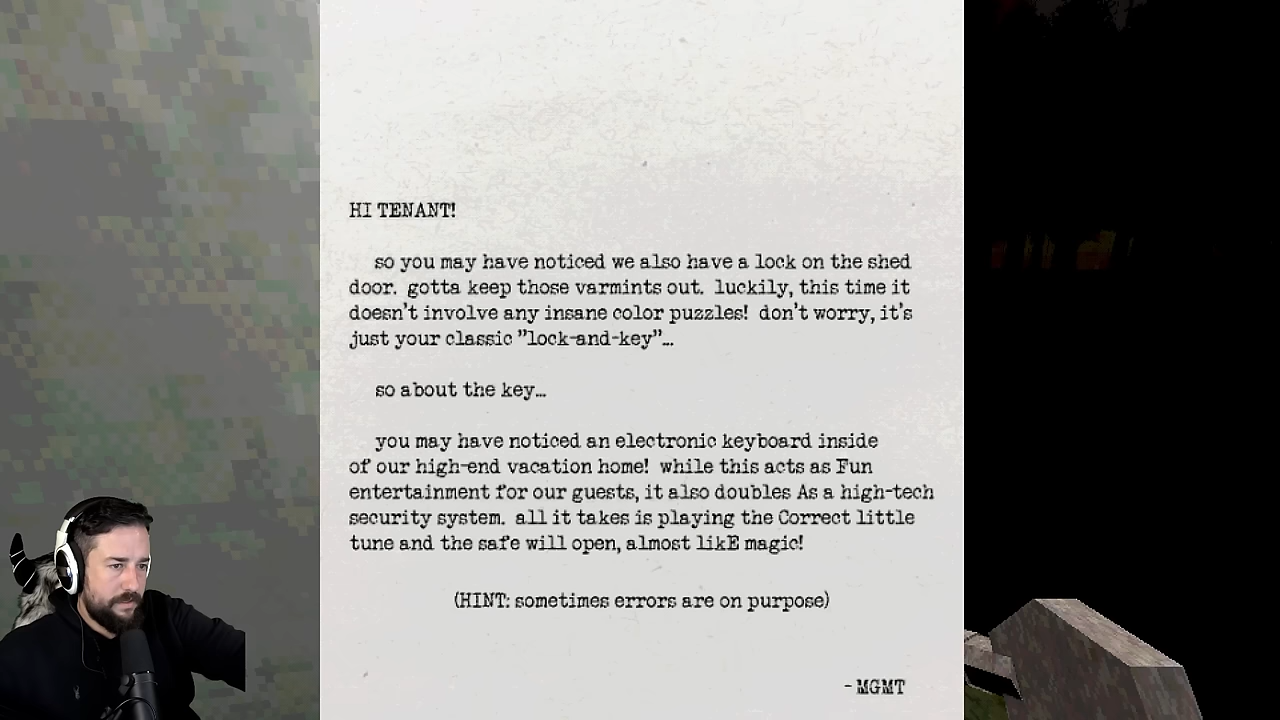 HI TENANT!
so you may have noticed we also have a lock on the shed
door. gotta keep those varmints out. luckily, this time it
doesn't involve any insane color puzzles! don't worry, it's
just your classic "lock-and-key"...
so about the key...
you may have noticed an electronic keyboard inside
of our high-end vacation home! while this acts as Fun
entertainment for our guests, it also doubles As a high-tech
security system. all it takes is playing the Correct little
tune and the safe will open, almost likE magic!
(HINT: sometimes errors are on purpose)
- MGMT